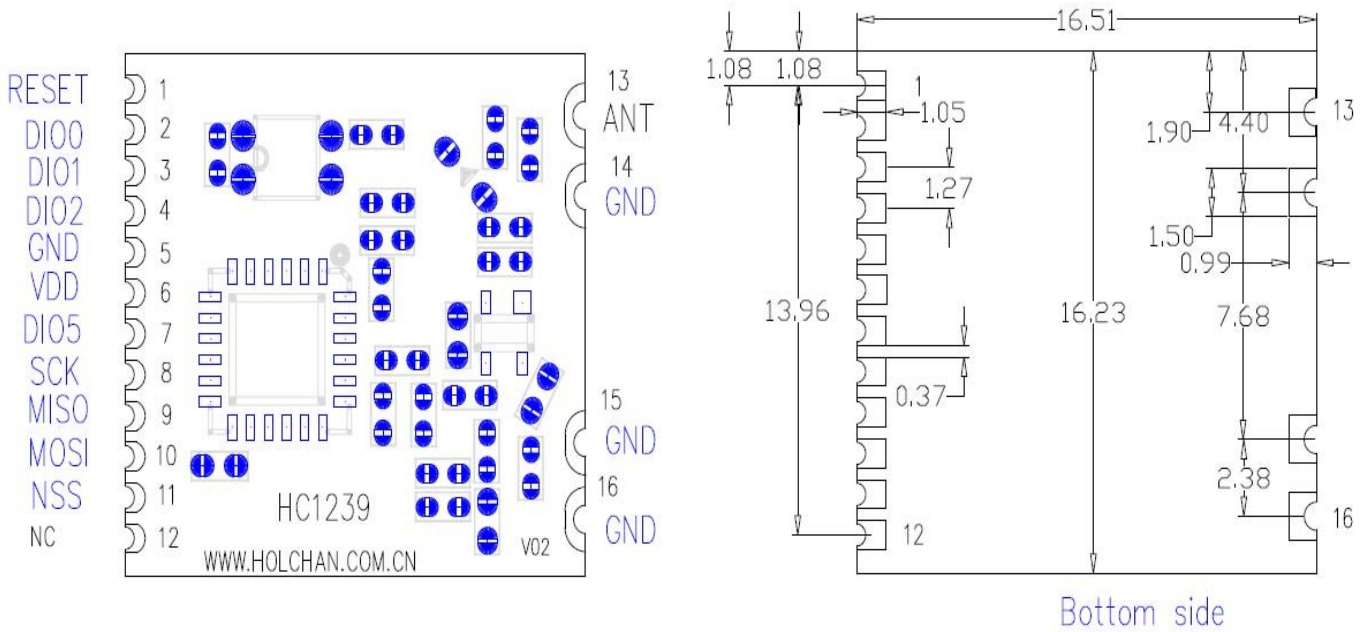 RESET 1
DIO0 2
DIO1 3
DIO2 4
GND 5
VDD 6
DIO5 7
SCK 8
MISO 9
MOSI 10
NSS 11
NC 12
13
ANT
14
GND
15
GND
16
GND
HC1239
WWW.HOLCHAN.COM.CN
V02
16.51
1.08
1.08
1
1.05
13
1.90
4.40
1.27
1.50
0.99
13.96
16.23
7.68
0.37
2.38
12
16
Bottom side